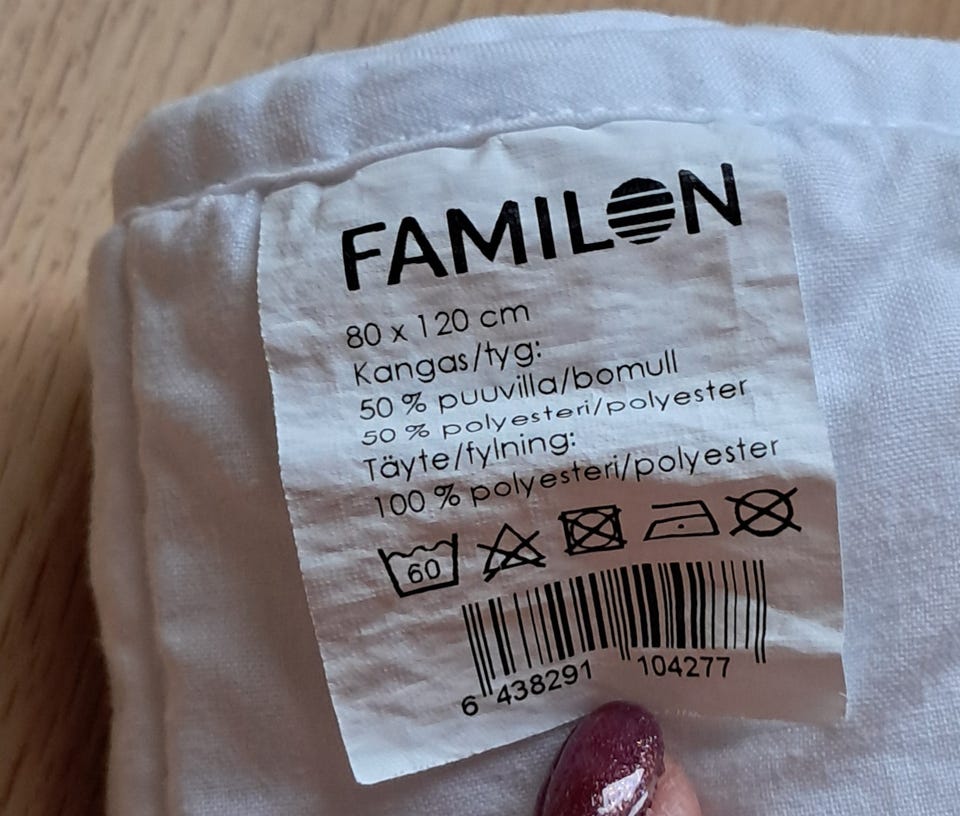 FAMILON
80 x 120 cm
Kangas/tyg:
50 % puuvilla/bomull
50 % polyesteri/polyester
Täyte/fylning:
100 % polyesteri/polyester
60
6 438291 104277